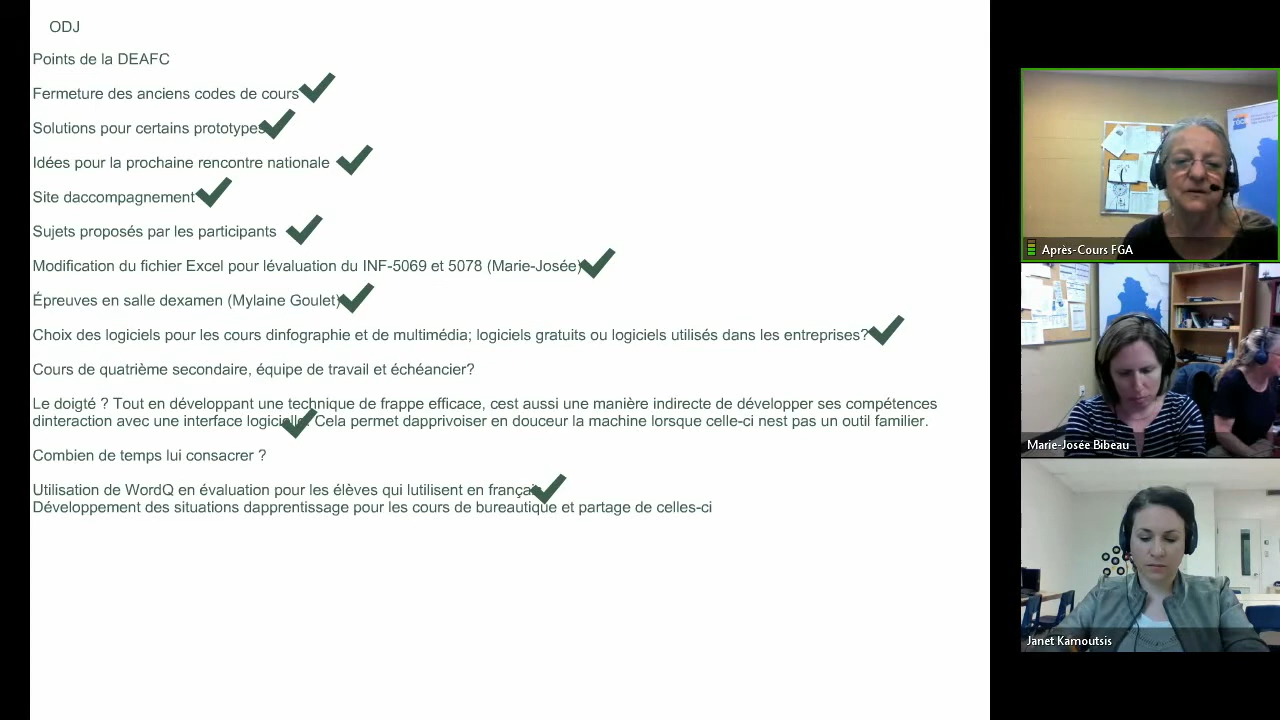 ODJ
Points de la DEAFC
Fermeture des anciens codes de cours
Solutions pour certains prototypes
Idées pour la prochaine rencontre nationale
Site daccompagnement
Sujets proposés par les participants
Modification du fichier Excel pour lévaluation du INF-5069 et 5078 (Marie-Josée)
Épreuves en salle dexamen (Mylaine Goulet)
Choix des logiciels pour les cours dinfographie et de multimédia; logiciels gratuits ou logiciels utilisés dans les entreprises?
Cours de quatrième secondaire, équipe de travail et échéancier?
Le doigté ? Tout en développant une technique de frappe efficace, cest aussi une manière indirecte de développer ses compétences
dinteraction avec une interface logicielle. Cela permet dapprivoiser en douceur la machine lorsque celle-ci nest pas un outil familier.
Combien de temps lui consacrer ?
Utilisation de WordQ en évaluation pour les élèves qui lutilisent en français
Développement des situations dapprentissage pour les cours de bureautique et partage de celles-ci
Après-Cours FGA
Marie-Josée Bibeau
Janet Kamoutsis